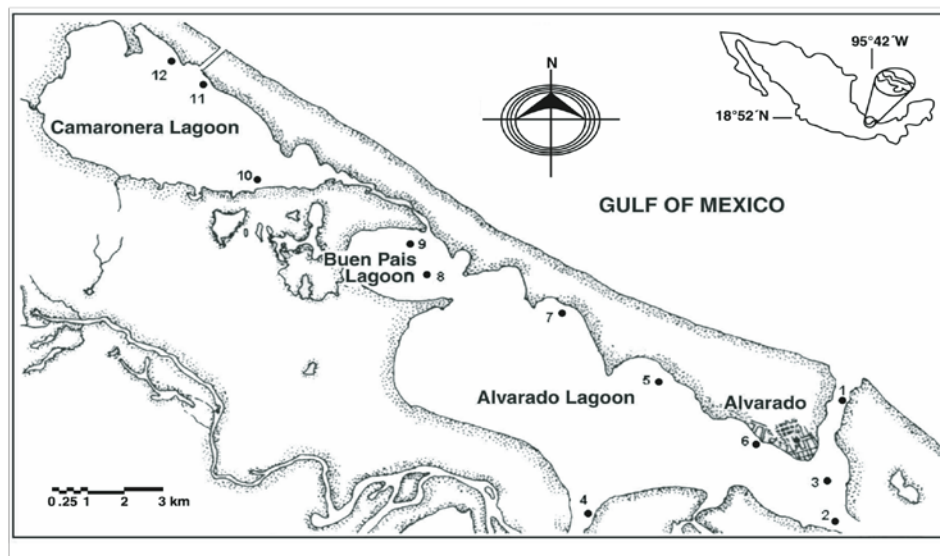 95°42´W
N
12
11
Camaronera Lagoon
18°52´N
10
GULF OF MEXICO
9
Buen Pais
Lagoon
8
7
5
Alvarado Lagoon
Alvarado
1
6
3
0.25 1 2 3 km
4
2